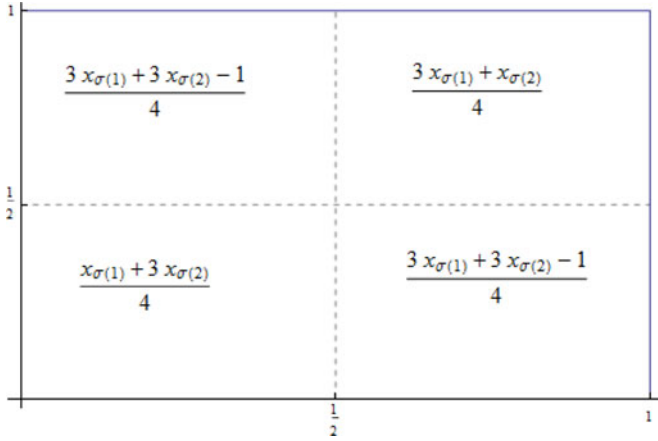 1
(3 x_σ(1) + 3 x_σ(2) − 1)/4
(3 x_σ(1) + x_σ(2))/4
1/2
(x_σ(1) + 3 x_σ(2))/4
(3 x_σ(1) + 3 x_σ(2) − 1)/4
1/2
1